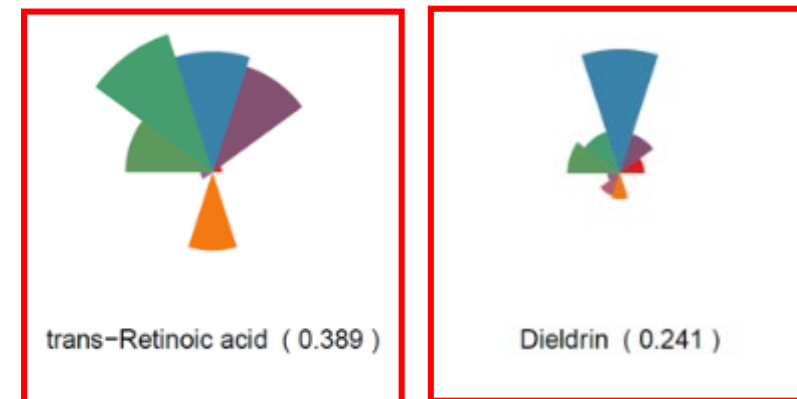 trans−Retinoic acid ( 0.389 )
Dieldrin ( 0.241 )